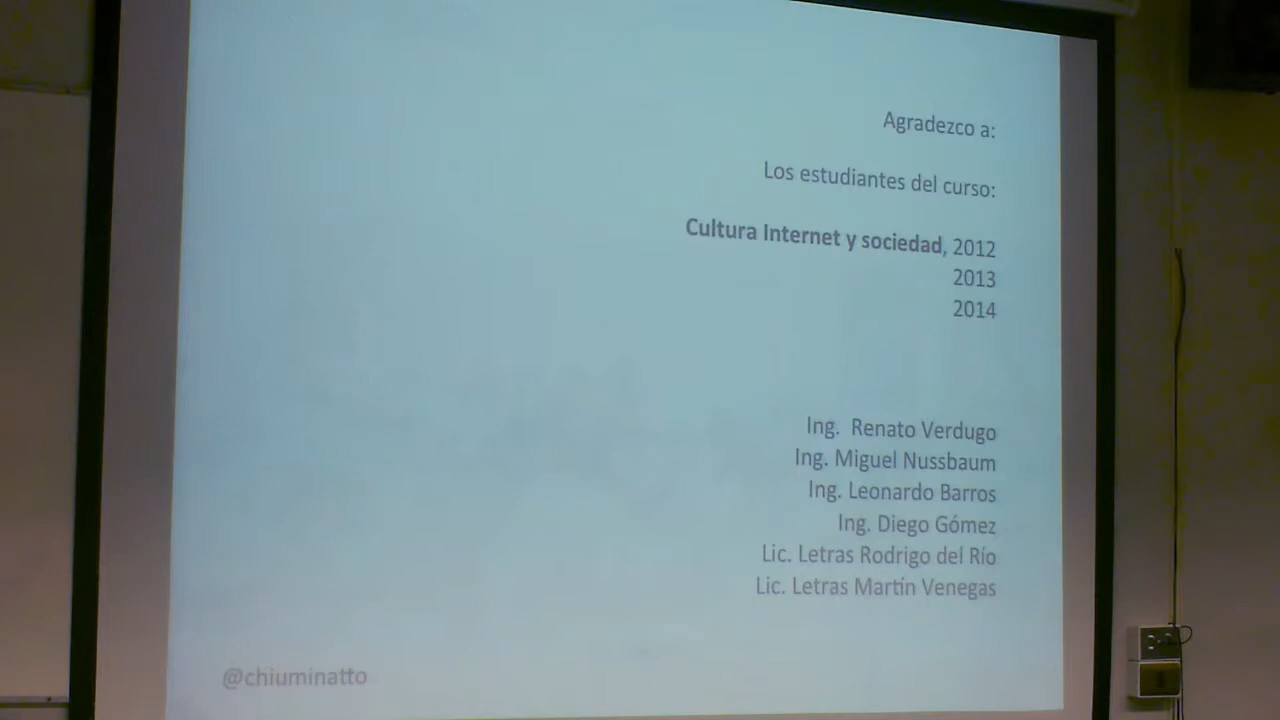 Agradezco a:
Los estudiantes del curso:
Cultura Internet y sociedad, 2012
2013
2014
Ing. Renato Verdugo
Ing. Miguel Nussbaum
Ing. Leonardo Barros
Ing. Diego Gómez
Lic. Letras Rodrigo del Río
Lic. Letras Martín Venegas
@chiuminatto